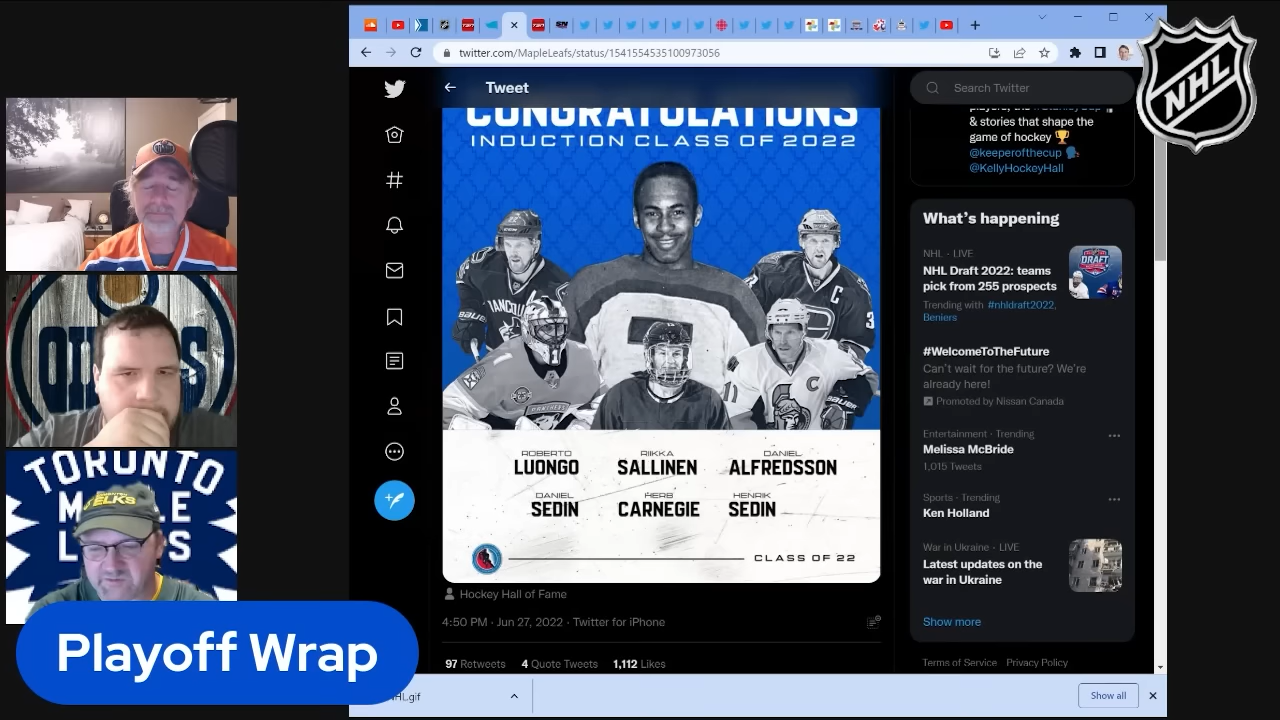 twitter.com/MapleLeafs/status/1541554535100973056
Tweet
Search Twitter
CONGRATULATIONS
INDUCTION CLASS OF 2022
ROBERTO
LUONGO
RIIKKA
SALLINEN
DANIEL
ALFREDSSON
DANIEL
SEDIN
HERB
CARNEGIE
HENRIK
SEDIN
CLASS OF 22
Hockey Hall of Fame
4:50 PM · Jun 27, 2022 · Twitter for iPhone
97 Retweets 4 Quote Tweets 1,112 Likes
& stories that shape the
game of hockey
@keeperofthecup
@KellyHockeyHall
What's happening
NHL · LIVE
NHL Draft 2022: teams
pick from 255 prospects
Trending with #nhldraft2022,
Beniers
DRAFT
#WelcomeToTheFuture
Can't wait for the future? We're
already here!
Promoted by Nissan Canada
Entertainment · Trending
Melissa McBride
1,015 Tweets
Sports · Trending
Ken Holland
War in Ukraine · LIVE
Latest updates on the
war in Ukraine
Show more
Terms of Service Privacy Policy
Show all
NHL
OILERS
TORONTO
MAPLE
LEAFS
ELKS
Playoff Wrap
HL.gif